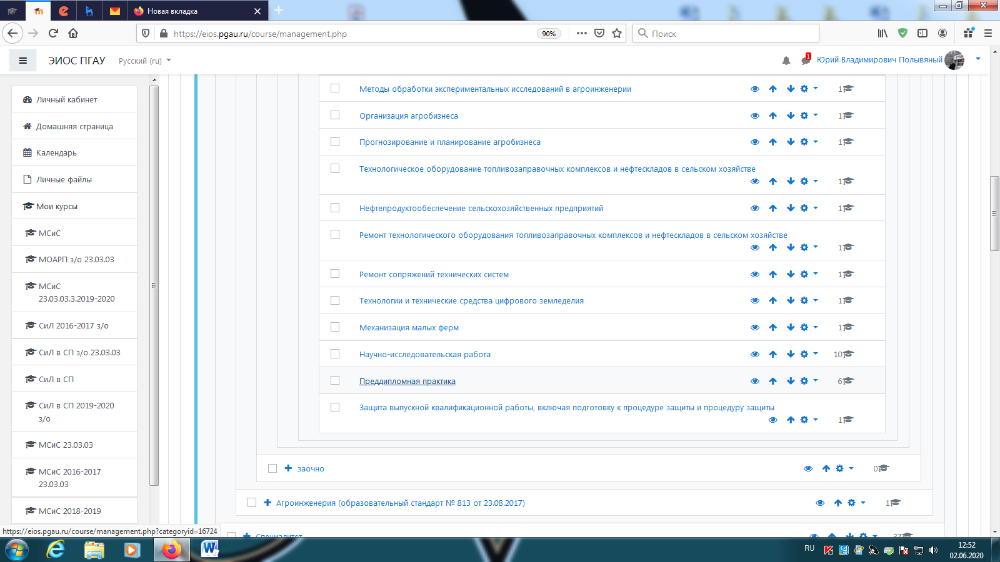 Новая вкладка
https://eios.pgau.ru/course/management.php
90%
Поиск
ЭИОС ПГАУ
Русский (ru)
1
Юрий Владимирович Полывяный
Личный кабинет
Домашняя страница
Календарь
Личные файлы
Мои курсы
МСиС
МОАРП з/о 23.03.03
МСиС
23.03.03.3.2019-2020
СиЛ 2016-2017 з/о
СиЛ в СП з/о 23.03.03
СиЛ в СП
СиЛ в СП 2019-2020
з/о
МСиС 23.03.03
МСиС 2016-2017
23.03.03
МСиС 2018-2019
Методы обработки экспериментальных исследований в агроинженерии
1
Организация агробизнеса
1
Прогнозирование и планирование агробизнеса
1
Технологическое оборудование топливозаправочных комплексов и нефтескладов в сельском хозяйстве
1
Нефтепродуктообеспечение сельскохозяйственных предприятий
1
Ремонт технологического оборудования топливозаправочных комплексов и нефтескладов в сельском хозяйстве
1
Ремонт сопряжений технических систем
1
Технологии и технические средства цифрового земледелия
1
Механизация малых ферм
1
Научно-исследовательская работа
10
Преддипломная практика
6
Защита выпускной квалификационной работы, включая подготовку к процедуре защиты и процедуру защиты
1
заочно
0
Агроинженерия (образовательный стандарт № 813 от 23.08.2017)
1
Специалитет
37
https://eios.pgau.ru/course/management.php?categoryid=16724
RU
12:52
02.06.2020